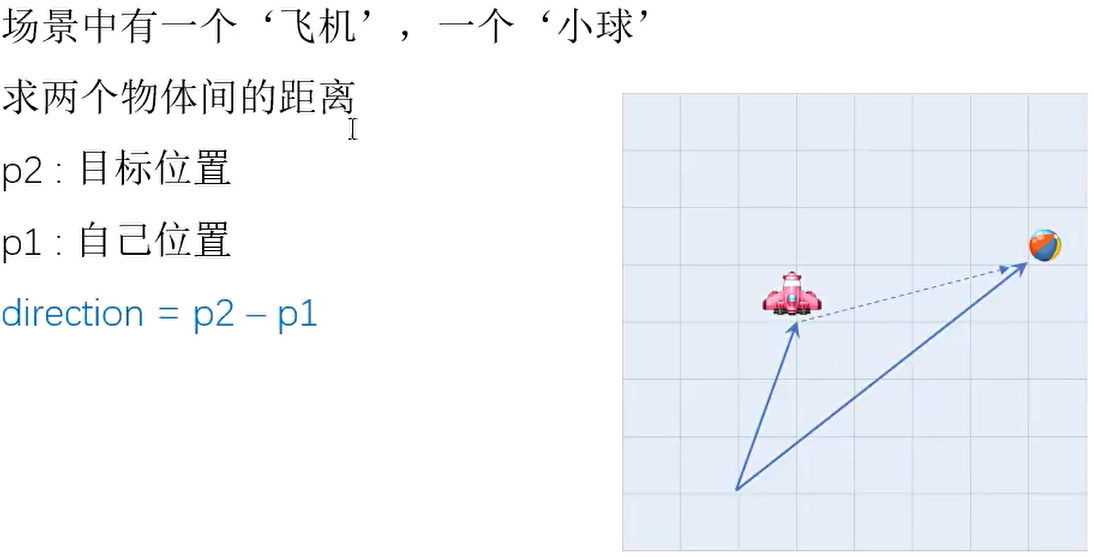 场景中有一个‘飞机’，一个‘小球’
求两个物体间的距离
p2 : 目标位置
p1 : 自己位置
direction = p2 – p1